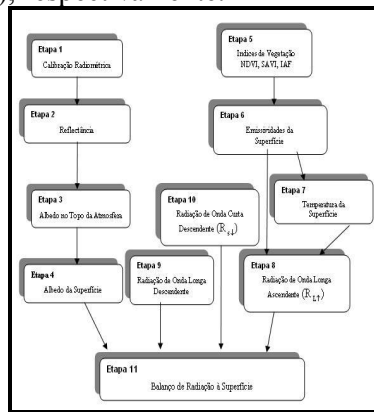 ), respectivamente.
Etapa 1
Calibração Radiométrica
Etapa 2
Reflectância
Etapa 3
Albedo no Topo da Atmosfera
Etapa 4
Albedo da Superfície
Etapa 5
Indices de Vegetação
NDVI, SAVI, IAF
Etapa 6
Emissividades da
Superfície
Etapa 7
Temperatura da
Superfície
Etapa 10
Radiação de Onda Curta
Descendente (R s↓)
Etapa 9
Radiação de Onda Longa
Descendente
Etapa 8
Radiação de Onda Longa
Ascendente (R L↑)
Etapa 11
Balanço de Radiação à Superfície